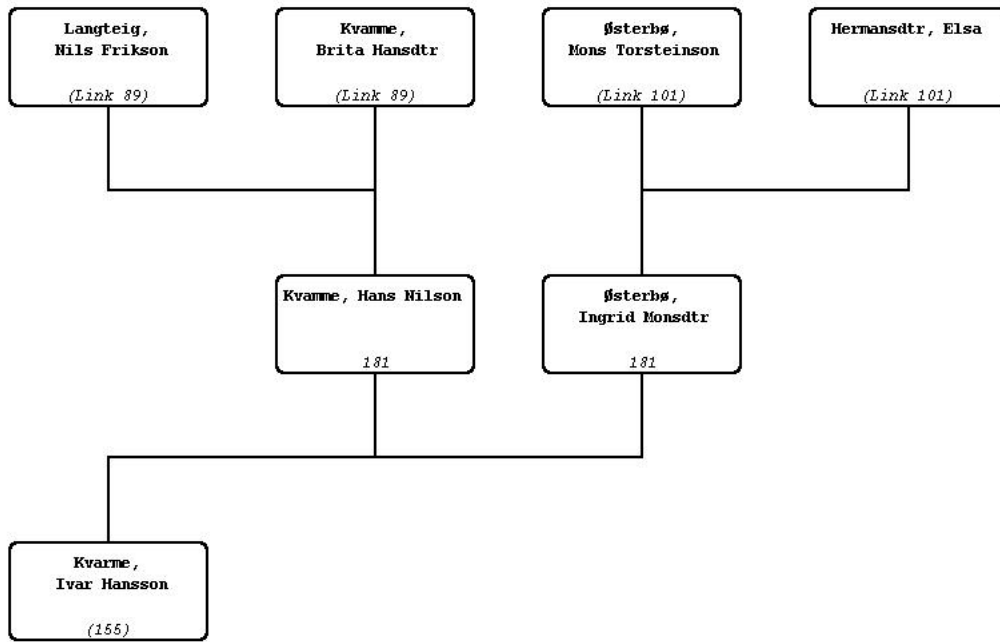 Langteig,
Nils Frikson
(Link 89)
Kvamme,
Brita Hansdtr
(Link 89)
Østerbø,
Mons Torsteinson
(Link 101)
Hermansdtr, Elsa
(Link 101)
Kvamme, Hans Nilson
181
Østerbø,
Ingrid Monsdtr
181
Kvarme,
Ivar Hansson
(155)